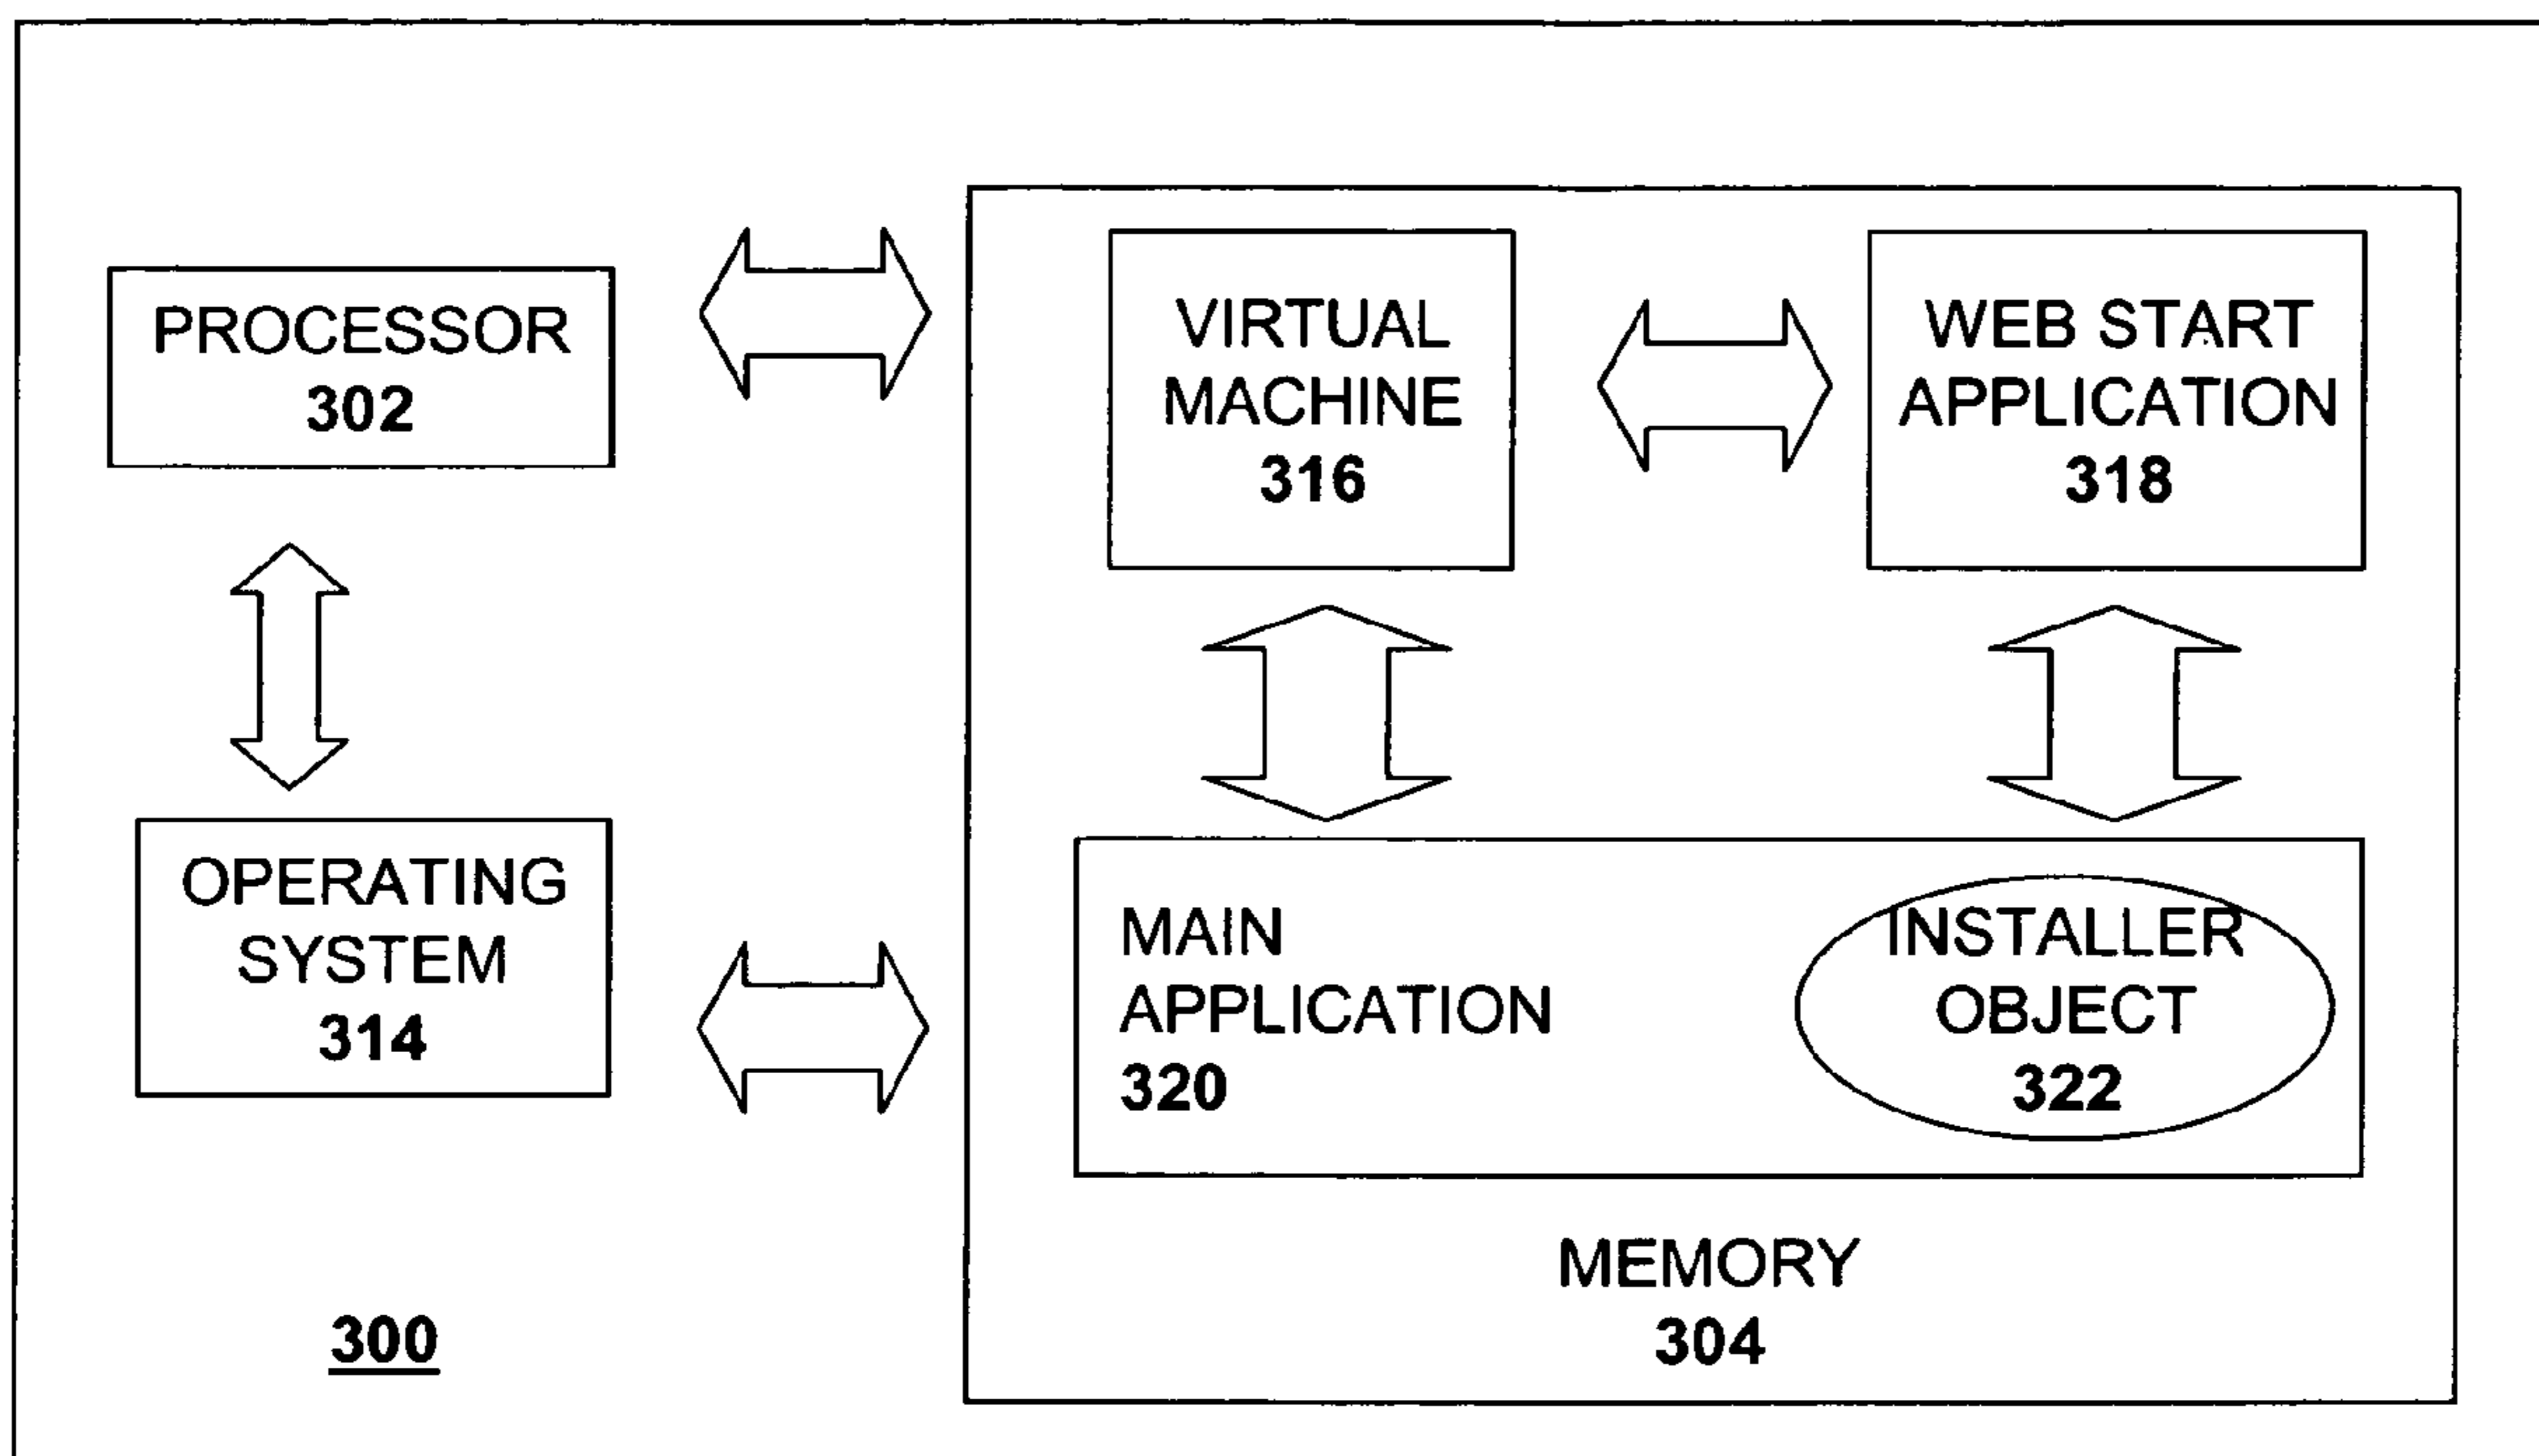 PROCESSOR
302
VIRTUAL
MACHINE
316
WEB START
APPLICATION
318
OPERATING
SYSTEM
314
MAIN
APPLICATION
320
INSTALLER
OBJECT
322
MEMORY
304
300